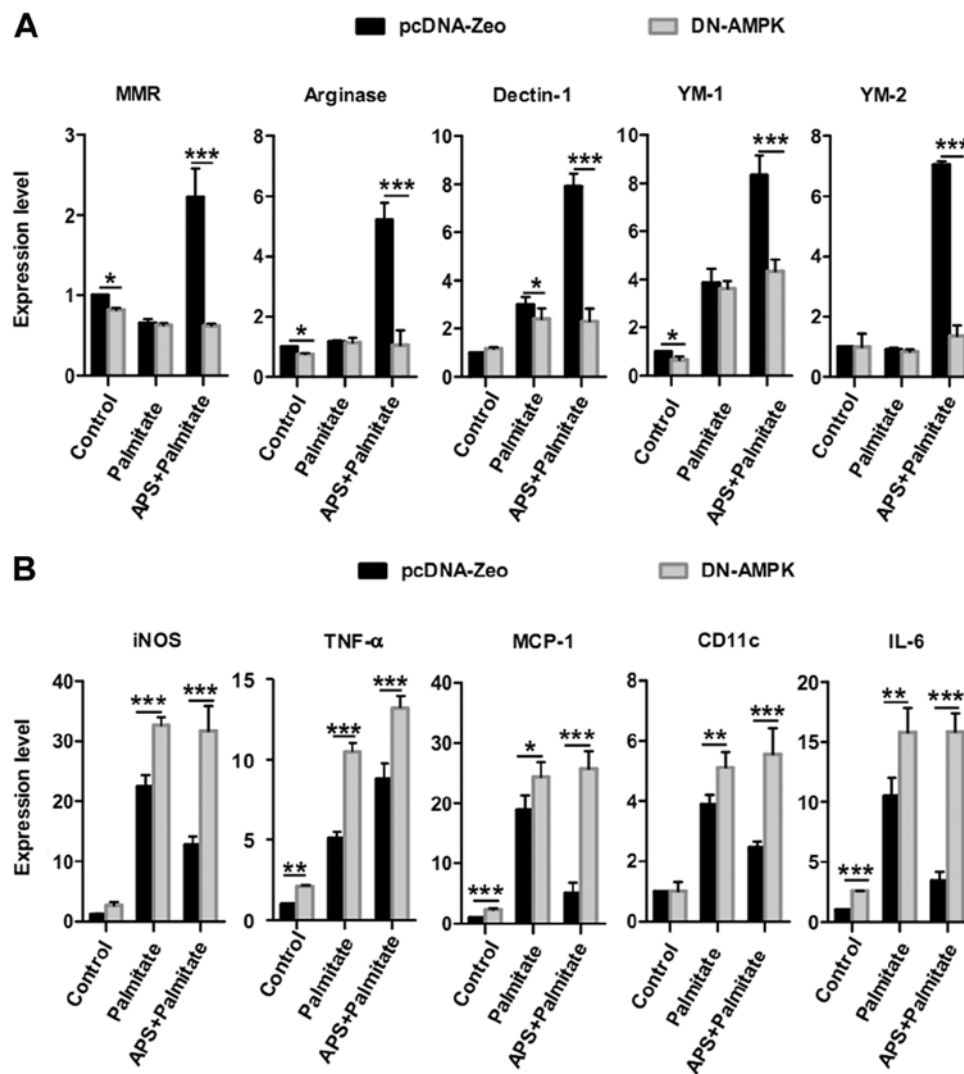 A
pcDNA-Zeo DN-AMPK
MMR Arginase Dectin-1 YM-1 YM-2
Expression level
3
2
1
0
*
***
Control
Palmitate
APS+Palmitate
8
6
4
2
0
*
***
Control
Palmitate
APS+Palmitate
10
8
6
4
2
0
*
***
Control
Palmitate
APS+Palmitate
10
8
6
4
2
0
*
***
Control
Palmitate
APS+Palmitate
8
6
4
2
0
***
Control
Palmitate
APS+Palmitate
B
pcDNA-Zeo DN-AMPK
iNOS TNF-α MCP-1 CD11c IL-6
Expression level
40
30
20
10
0
***
***
Control
Palmitate
APS+Palmitate
15
10
5
0
**
***
***
Control
Palmitate
APS+Palmitate
40
30
20
10
0
***
*
***
Control
Palmitate
APS+Palmitate
8
6
4
2
0
**
***
Control
Palmitate
APS+Palmitate
20
15
10
5
0
***
**
***
Control
Palmitate
APS+Palmitate